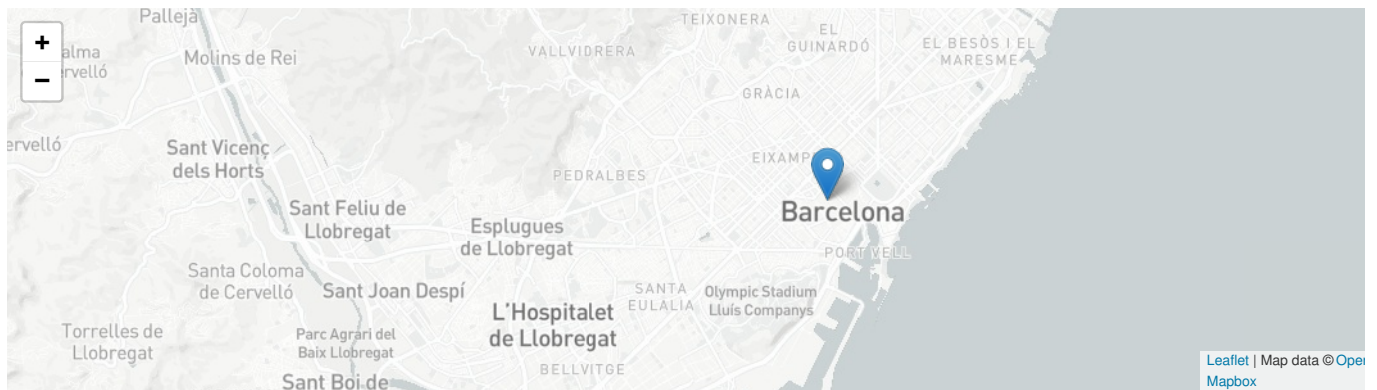 Pallejà
TEIXONERA
EL
GUINARDÓ
EL BESÒS I EL
MARESME
+
−
VALLVIDRERA
Molins de Rei
GRÀCIA
Sant Vicenç
dels Horts
EIXAMP
PEDRALBES
Sant Feliu de
Llobregat
Esplugues
de Llobregat
Barcelona
PORT VELL
Santa Coloma
de Cervelló
Sant Joan Despí
SANTA
EULALIA
Olympic Stadium
Lluís Companys
L'Hospitalet
de Llobregat
Torrelles de
Llobregat
Parc Agrari del
Baix Llobregat
BELLVITGE
Sant Boi de
Leaflet | Map data © Oper
Mapbox